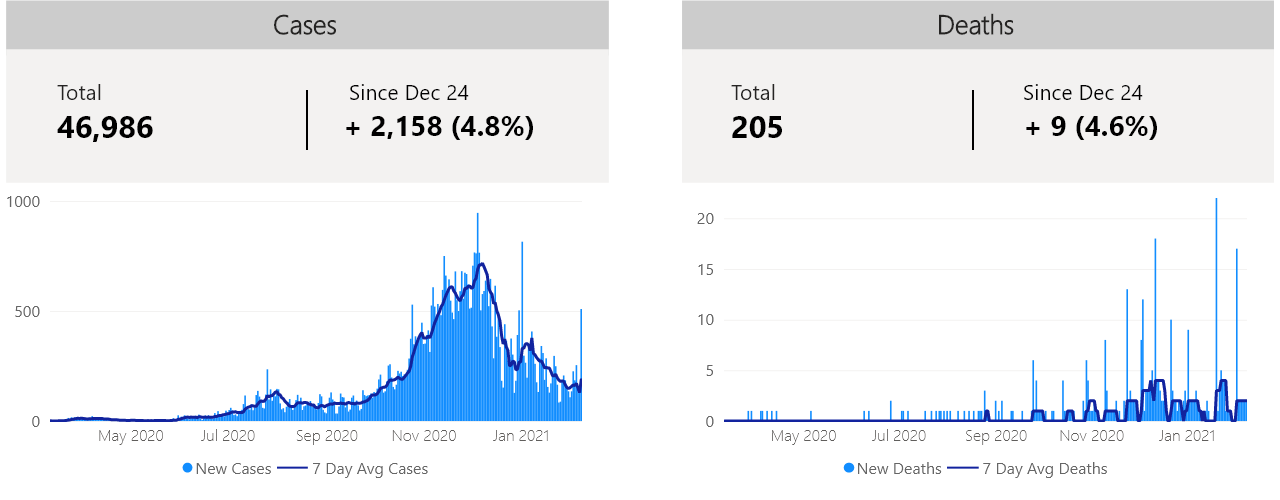 Cases
Total
46,986
Since Dec 24
+ 2,158 (4.8%)
1000
500
0
May 2020 Jul 2020 Sep 2020 Nov 2020 Jan 2021
New Cases 7 Day Avg Cases
Deaths
Total
205
Since Dec 24
+ 9 (4.6%)
20
15
10
5
0
May 2020 Jul 2020 Sep 2020 Nov 2020 Jan 2021
New Deaths 7 Day Avg Deaths